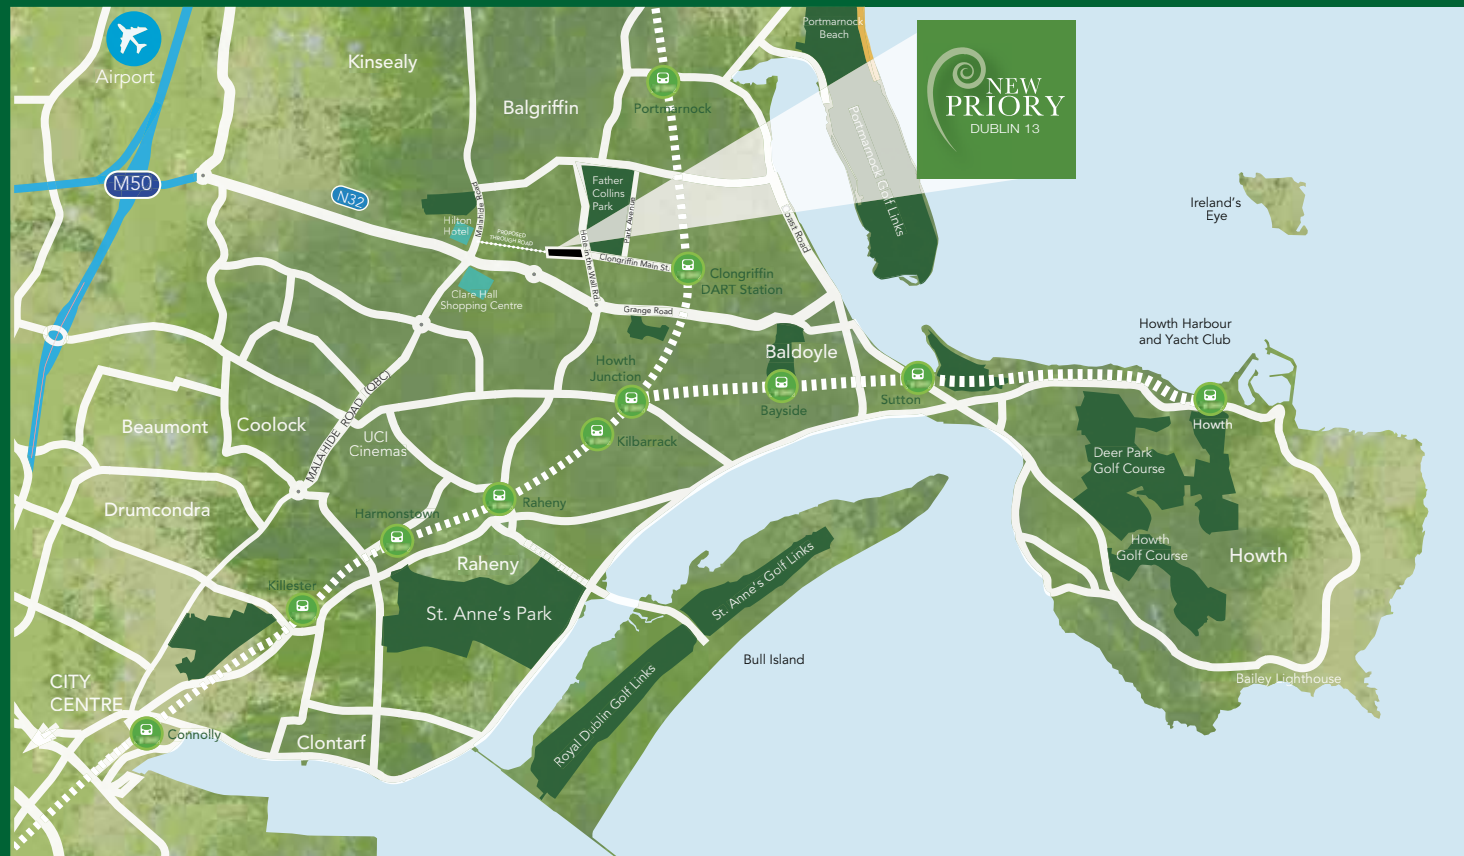 Portmarnock
Beach
NEW
PRIORY
DUBLIN 13
Airport
Kinsealy
Balgriffin
Portmarnock
Portmarnock Golf Links
M50
N32
Malahide Road
Hilton
Hotel
PROPOSED
THROUGH ROAD
Father
Collins
Park
Park Avenue
Hole in the Wall Rd.
Clongriffin Main St.
Clongriffin
DART Station
Coast Road
Ireland's
Eye
Clare Hall
Shopping Centre
Grange Road
Howth Harbour
and Yacht Club
Howth
Junction
Baldoyle
Bayside
Sutton
Howth
MALAHIDE ROAD (QBC)
Beaumont
Coolock
UCI
Cinemas
Kilbarrack
Deer Park
Golf Course
Drumcondra
Harmonstown
Raheny
Howth
Golf Course
Howth
Raheny
Killester
St. Anne's Park
St. Anne's Golf Links
Bull Island
Royal Dublin Golf Links
Bailey Lighthouse
CITY
CENTRE
Connolly
Clontarf